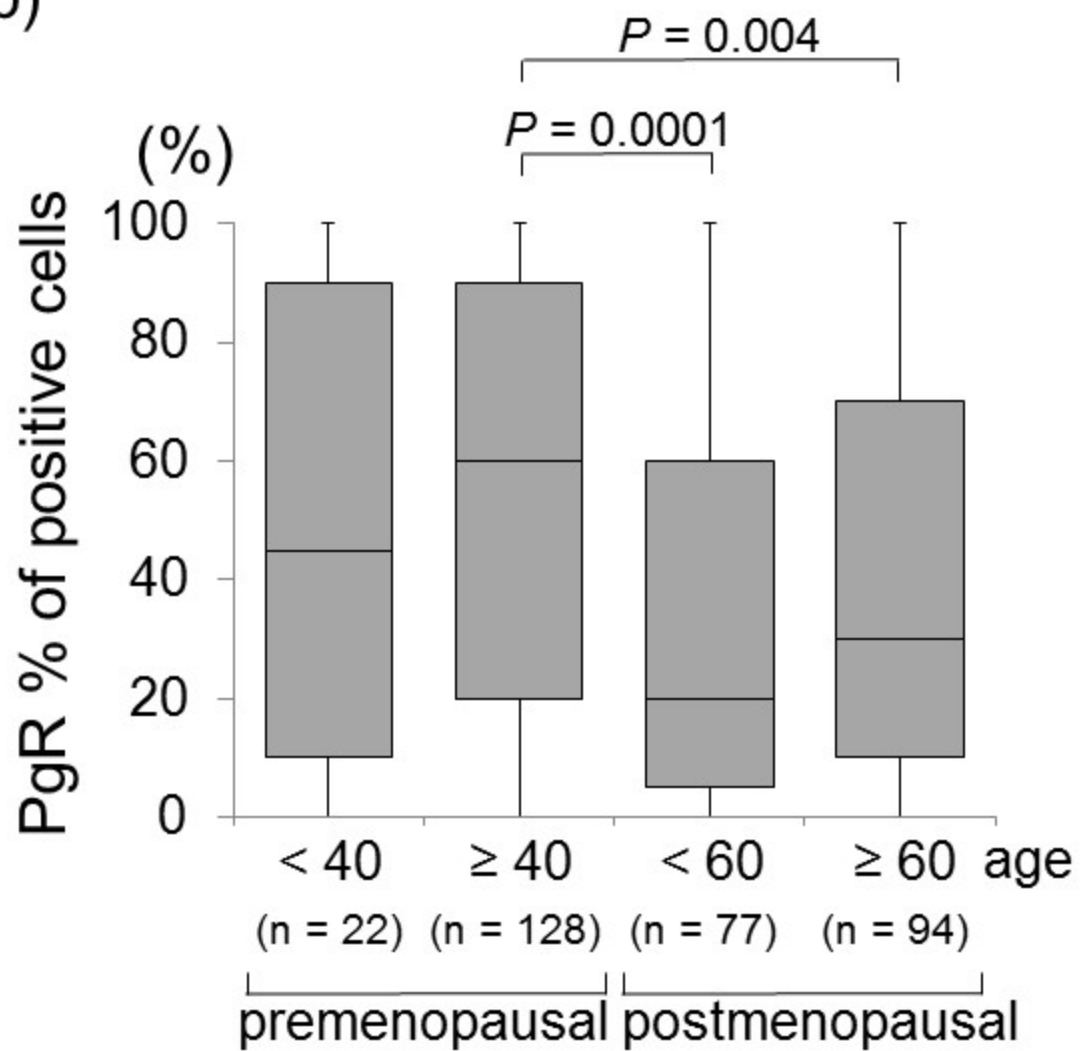 b)
P = 0.004
P = 0.0001
(%)
PgR % of positive cells
100
80
60
40
20
0
< 40 ≥ 40 < 60 ≥ 60 age
(n = 22) (n = 128) (n = 77) (n = 94)
premenopausal postmenopausal